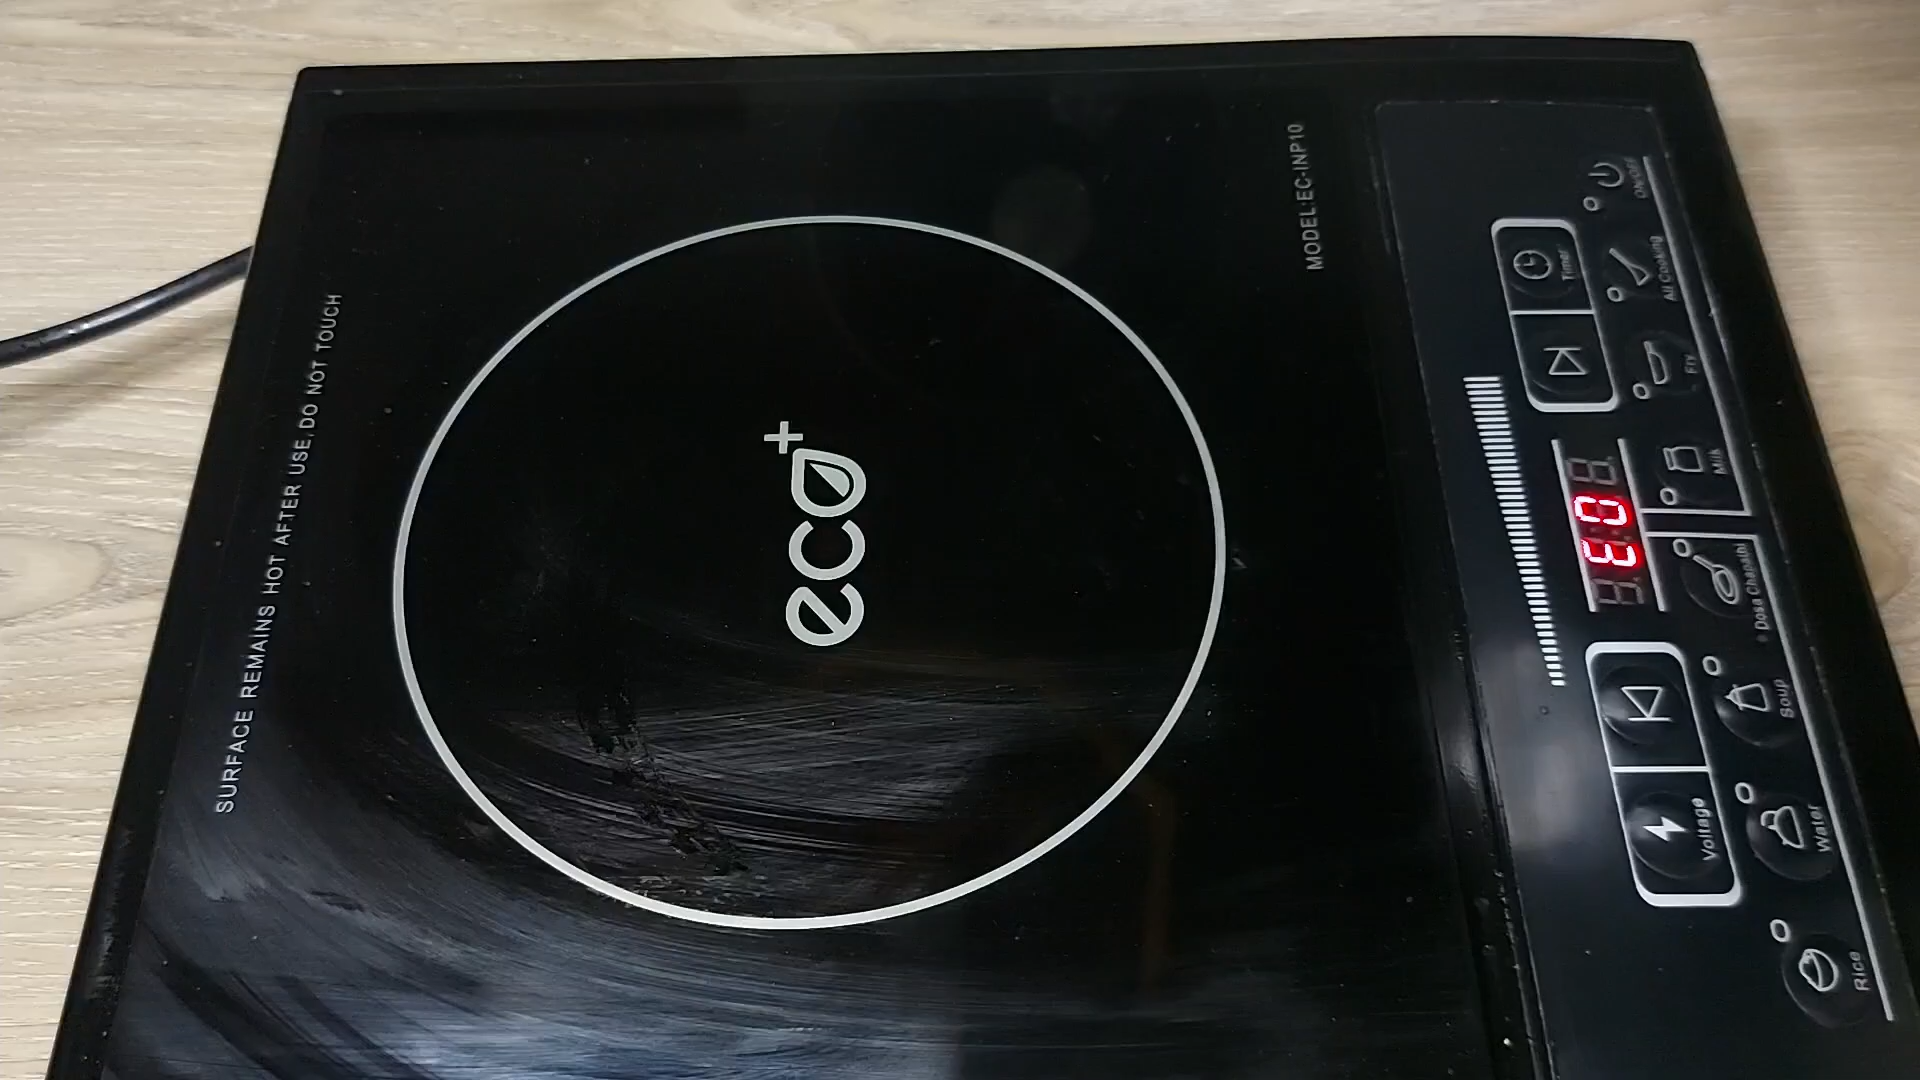 SURFACE REMAINS HOT AFTER USE,DO NOT TOUCH
eco+
MODEL:EC-INP10
E0
Timer
Voltage
ON/OFF
All Cooking
Fry
Milk
Dosa Chapathi
Soup
Water
Rice